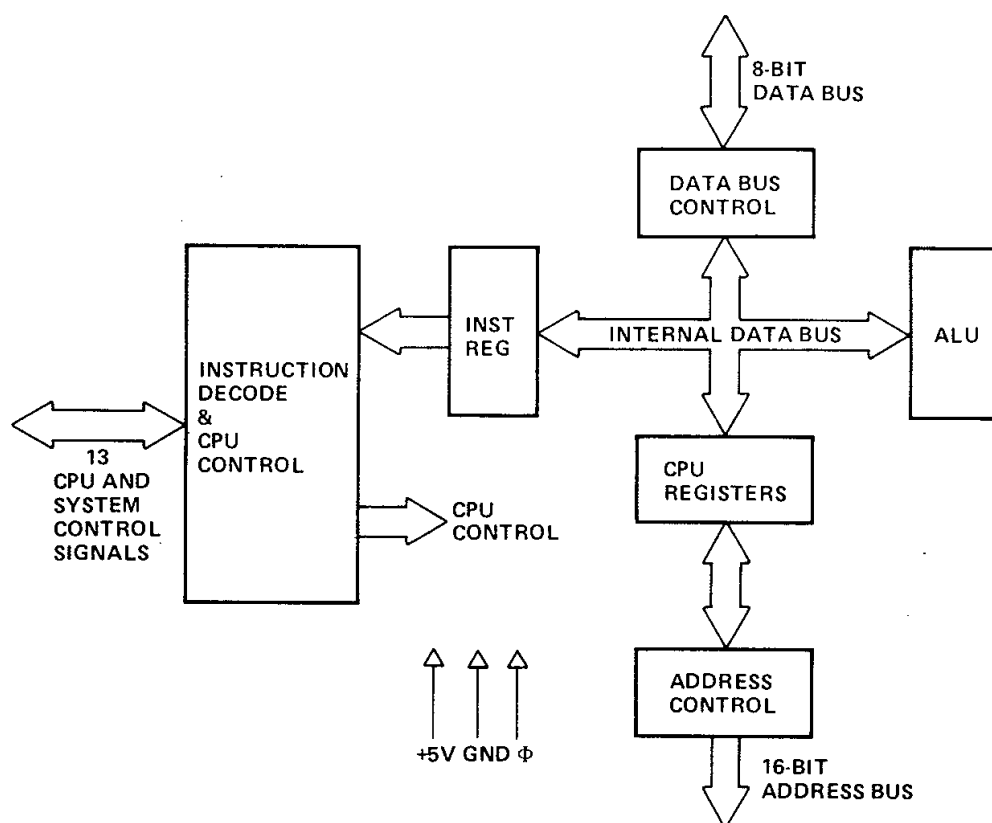 8-BIT
DATA BUS
DATA BUS
CONTROL
INST
REG
INTERNAL DATA BUS
ALU
INSTRUCTION
DECODE
&
CPU
CONTROL
13
CPU AND
SYSTEM
CONTROL
SIGNALS
CPU
REGISTERS
CPU
CONTROL
ADDRESS
CONTROL
+5V GND Φ
16-BIT
ADDRESS BUS